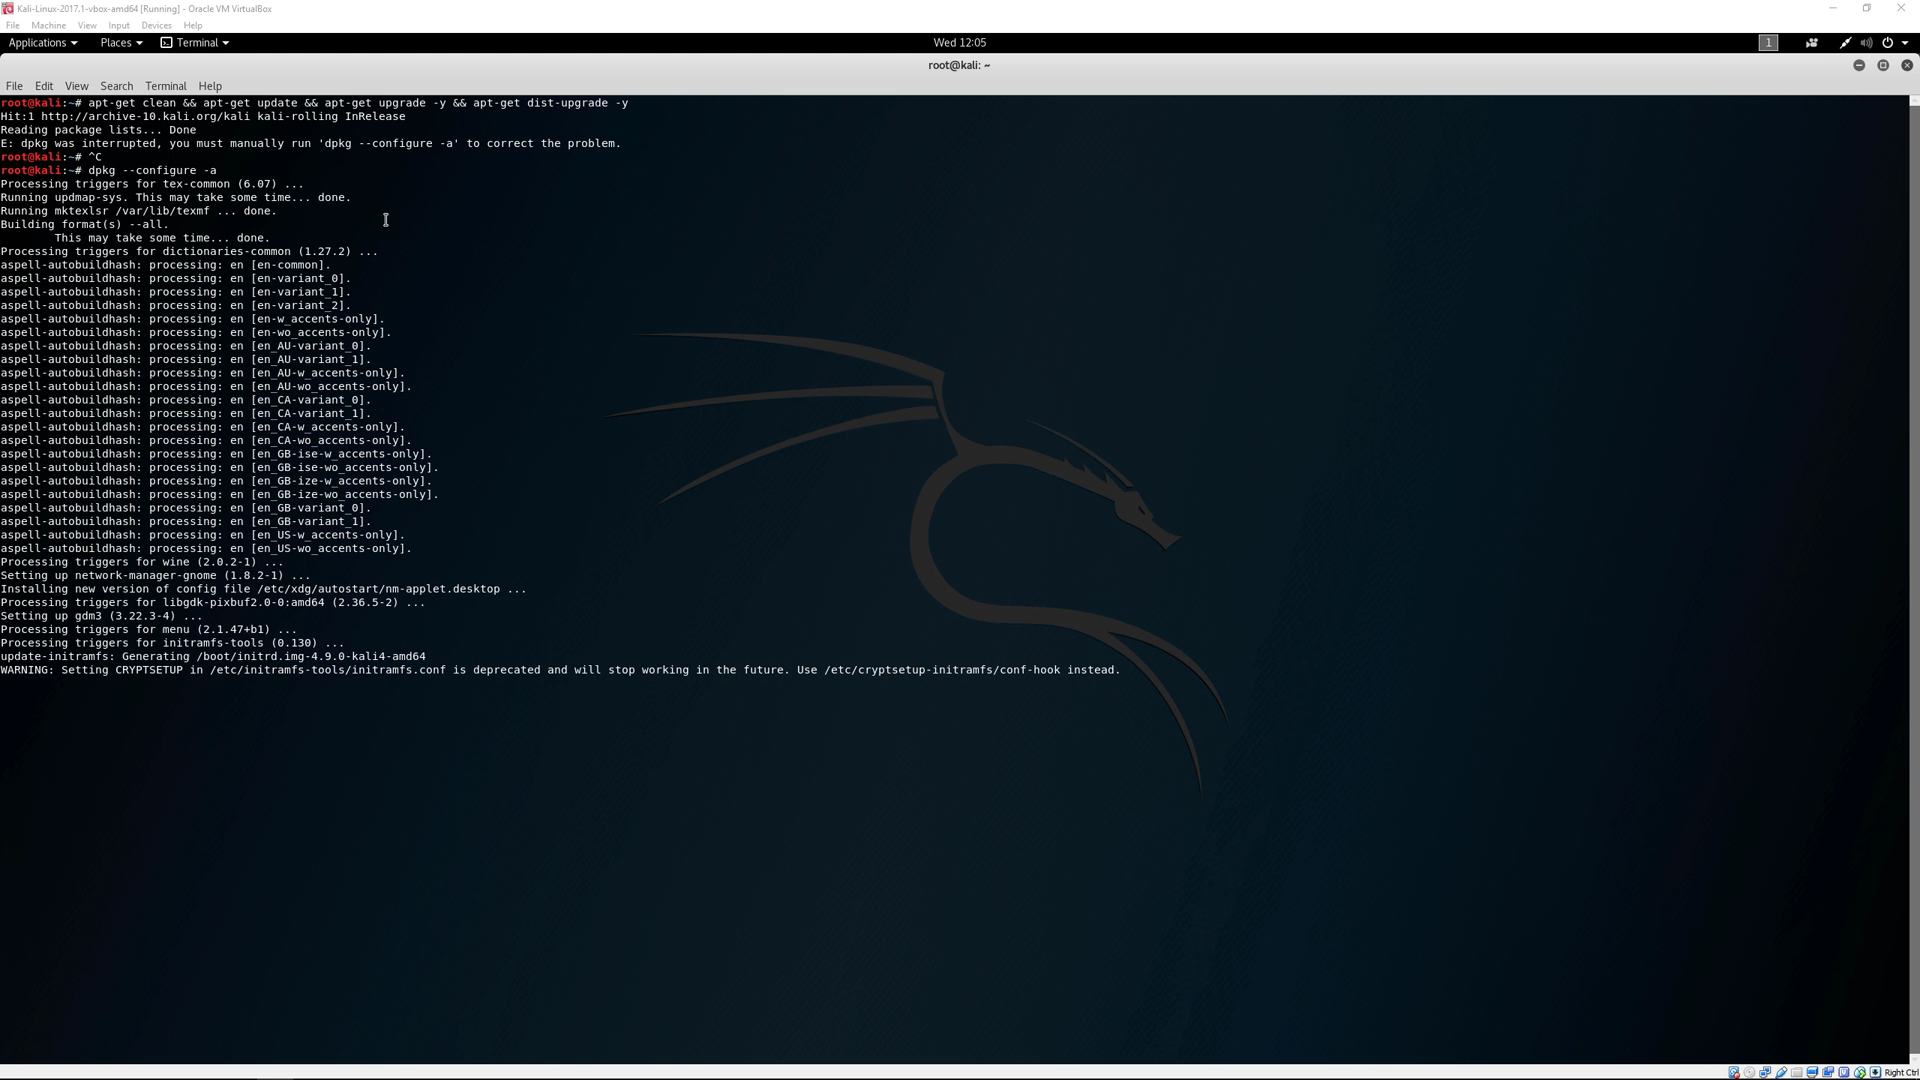 Kali-Linux-2017.1-vbox-amd64 [Running] - Oracle VM VirtualBox
File Machine View Input Devices Help
Applications Places Terminal Wed 12:05 1
root@kali: ~
File Edit View Search Terminal Help
root@kali:~# apt-get clean && apt-get update && apt-get upgrade -y && apt-get dist-upgrade -y
Hit:1 http://archive-10.kali.org/kali kali-rolling InRelease
Reading package lists... Done
E: dpkg was interrupted, you must manually run 'dpkg --configure -a' to correct the problem.
root@kali:~# ^C
root@kali:~# dpkg --configure -a
Processing triggers for tex-common (6.07) ...
Running updmap-sys. This may take some time... done.
Running mktexlsr /var/lib/texmf ... done.
Building format(s) --all.
This may take some time... done.
Processing triggers for dictionaries-common (1.27.2) ...
aspell-autobuildhash: processing: en [en-common].
aspell-autobuildhash: processing: en [en-variant_0].
aspell-autobuildhash: processing: en [en-variant_1].
aspell-autobuildhash: processing: en [en-variant_2].
aspell-autobuildhash: processing: en [en-w_accents-only].
aspell-autobuildhash: processing: en [en-wo_accents-only].
aspell-autobuildhash: processing: en [en_AU-variant_0].
aspell-autobuildhash: processing: en [en_AU-variant_1].
aspell-autobuildhash: processing: en [en_AU-w_accents-only].
aspell-autobuildhash: processing: en [en_AU-wo_accents-only].
aspell-autobuildhash: processing: en [en_CA-variant_0].
aspell-autobuildhash: processing: en [en_CA-variant_1].
aspell-autobuildhash: processing: en [en_CA-w_accents-only].
aspell-autobuildhash: processing: en [en_CA-wo_accents-only].
aspell-autobuildhash: processing: en [en_GB-ise-w_accents-only].
aspell-autobuildhash: processing: en [en_GB-ise-wo_accents-only].
aspell-autobuildhash: processing: en [en_GB-ize-w_accents-only].
aspell-autobuildhash: processing: en [en_GB-ize-wo_accents-only].
aspell-autobuildhash: processing: en [en_GB-variant_0].
aspell-autobuildhash: processing: en [en_GB-variant_1].
aspell-autobuildhash: processing: en [en_US-w_accents-only].
aspell-autobuildhash: processing: en [en_US-wo_accents-only].
Processing triggers for wine (2.0.2-1) ...
Setting up network-manager-gnome (1.8.2-1) ...
Installing new version of config file /etc/xdg/autostart/nm-applet.desktop ...
Processing triggers for libgdk-pixbuf2.0-0:amd64 (2.36.5-2) ...
Setting up gdm3 (3.22.3-4) ...
Processing triggers for menu (2.1.47+b1) ...
Processing triggers for initramfs-tools (0.130) ...
update-initramfs: Generating /boot/initrd.img-4.9.0-kali4-amd64
WARNING: Setting CRYPTSETUP in /etc/initramfs-tools/initramfs.conf is deprecated and will stop working in the future. Use /etc/cryptsetup-initramfs/conf-hook instead.
Right Ctrl